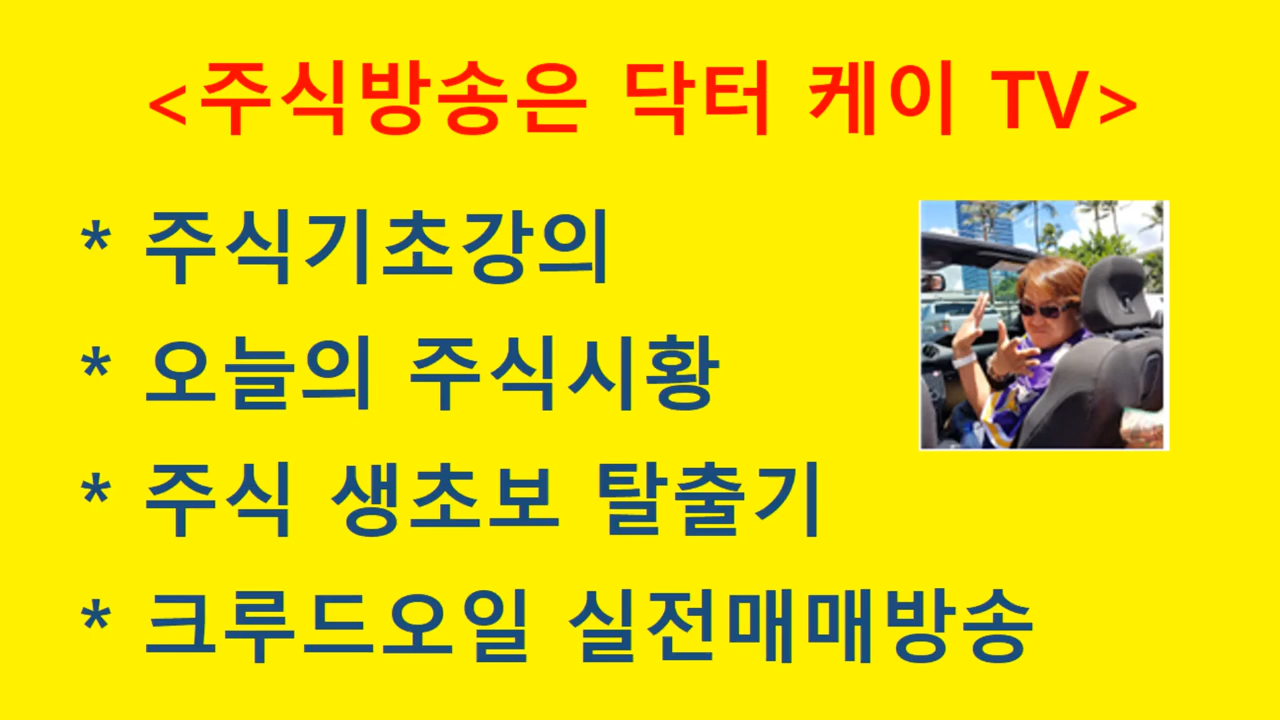 <주식방송은 닥터 케이 TV>
* 주식기초강의
* 오늘의 주식시황
* 주식 생초보 탈출기
* 크루드오일 실전매매방송